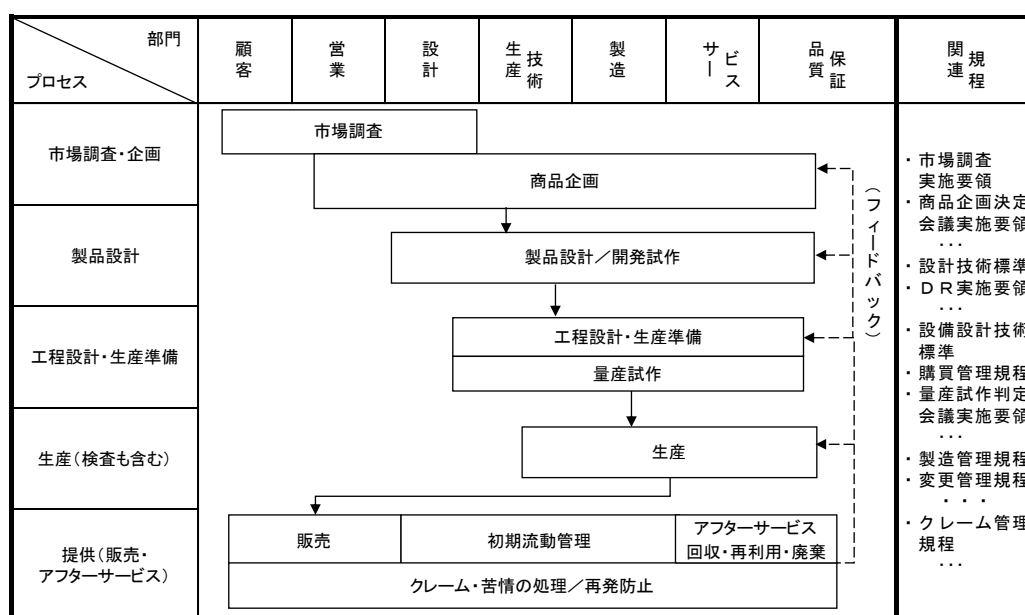 部門
プロセス
顧客
営業
設計
生産技術
製造
サービス
品質保証
関連規程
市場調査・企画
市場調査
商品企画
製品設計
製品設計／開発試作
工程設計・生産準備
工程設計・生産準備
量産試作
生産(検査も含む)
生産
提供(販売・
アフターサービス)
販売
初期流動管理
アフターサービス
回収・再利用・廃棄
クレーム・苦情の処理／再発防止
(フィードバック)
・市場調査
実施要領
・商品企画決定
会議実施要領
・・・
・設計技術標準
・ＤＲ実施要領
・・・
・設備設計技術
標準
・購買管理規程
・量産試作判定
会議実施要領
・・・
・製造管理規程
・変更管理規程
・・・
・クレーム管理
規程
・・・